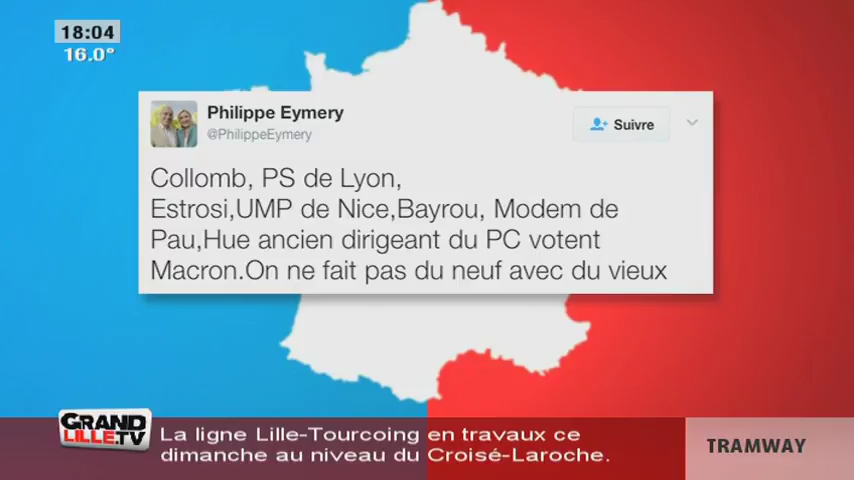 18:04
16.0°
Philippe Eymery
@PhilippeEymery
Suivre
Collomb, PS de Lyon,
Estrosi,UMP de Nice,Bayrou, Modem de
Pau,Hue ancien dirigeant du PC votent
Macron.On ne fait pas du neuf avec du vieux
GRAND
LILLE.TV
La ligne Lille-Tourcoing en travaux ce
dimanche au niveau du Croisé-Laroche.
TRAMWAY